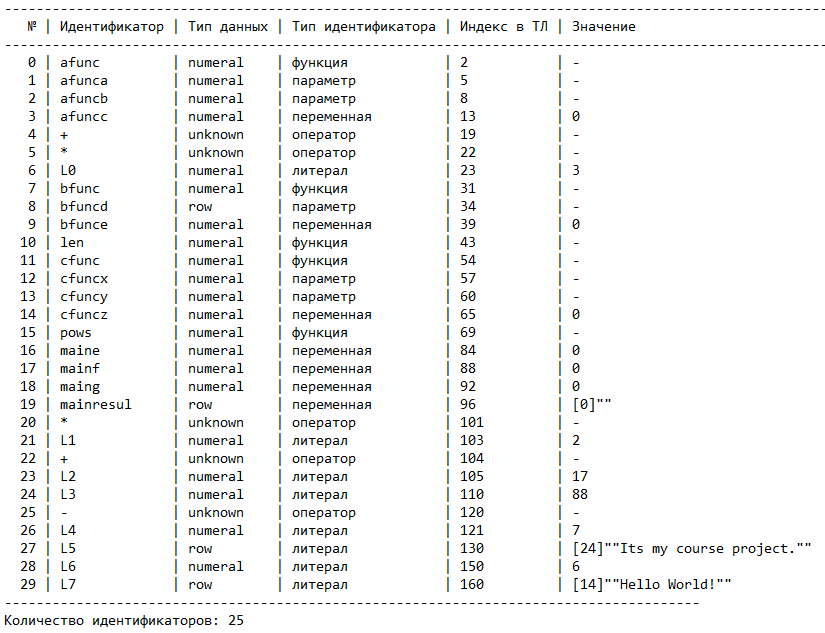 ----------------------------------------------------------------------------------------------------
№ | Идентификатор | Тип данных | Тип идентификатора | Индекс в ТЛ | Значение
----------------------------------------------------------------------------------------------------
0 | afunc | numeral | функция | 2 | -
1 | afunca | numeral | параметр | 5 | -
2 | afuncb | numeral | параметр | 8 | -
3 | afuncc | numeral | переменная | 13 | 0
4 | + | unknown | оператор | 19 | -
5 | * | unknown | оператор | 22 | -
6 | L0 | numeral | литерал | 23 | 3
7 | bfunc | numeral | функция | 31 | -
8 | bfuncd | row | параметр | 34 | -
9 | bfunce | numeral | переменная | 39 | 0
10 | len | numeral | функция | 43 | -
11 | cfunc | numeral | функция | 54 | -
12 | cfuncx | numeral | параметр | 57 | -
13 | cfuncy | numeral | параметр | 60 | -
14 | cfuncz | numeral | переменная | 65 | 0
15 | pows | numeral | функция | 69 | -
16 | maine | numeral | переменная | 84 | 0
17 | mainf | numeral | переменная | 88 | 0
18 | maing | numeral | переменная | 92 | 0
19 | mainresul | row | переменная | 96 | [0]""
20 | * | unknown | оператор | 101 | -
21 | L1 | numeral | литерал | 103 | 2
22 | + | unknown | оператор | 104 | -
23 | L2 | numeral | литерал | 105 | 17
24 | L3 | numeral | литерал | 110 | 88
25 | - | unknown | оператор | 120 | -
26 | L4 | numeral | литерал | 121 | 7
27 | L5 | row | литерал | 130 | [24]""Its my course project.""
28 | L6 | numeral | литерал | 150 | 6
29 | L7 | row | литерал | 160 | [14]""Hello World!""
---------------------------------------------------------------------------------------
Количество идентификаторов: 25